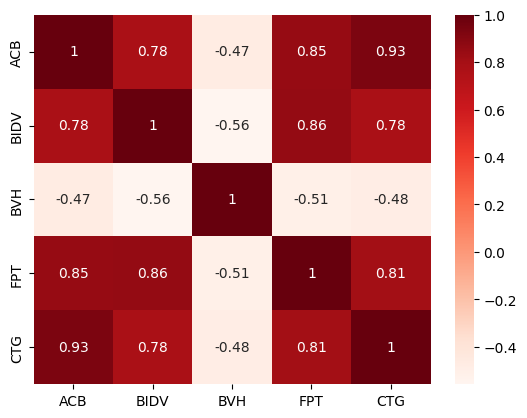 ACB 1 0.78 -0.47 0.85 0.93
BIDV 0.78 1 -0.56 0.86 0.78
BVH -0.47 -0.56 1 -0.51 -0.48
FPT 0.85 0.86 -0.51 1 0.81
CTG 0.93 0.78 -0.48 0.81 1
ACB BIDV BVH FPT CTG
1.0
0.8
0.6
0.4
0.2
0.0
−0.2
−0.4